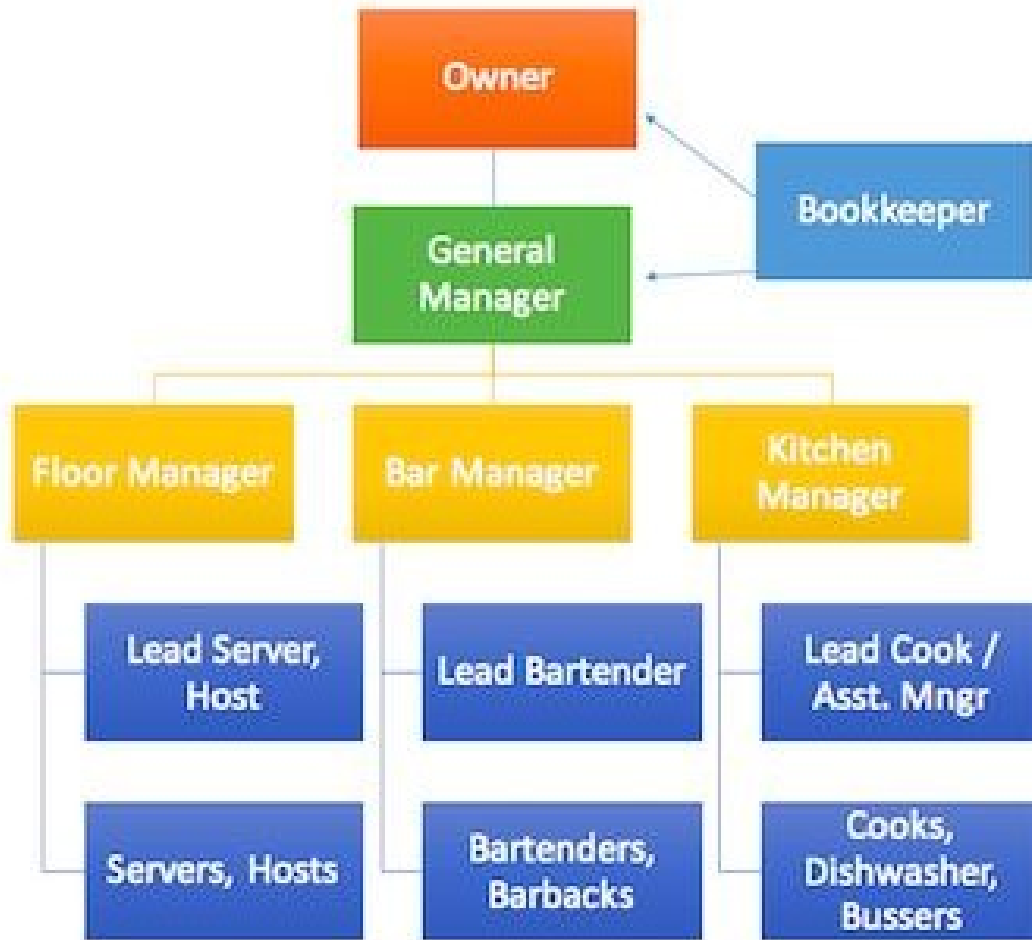 Owner
Bookkeeper
General
Manager
Floor Manager
Bar Manager
Kitchen
Manager
Lead Server,
Host
Lead Bartender
Lead Cook /
Asst. Mngr
Servers, Hosts
Bartenders,
Barbacks
Cooks,
Dishwasher,
Bussers